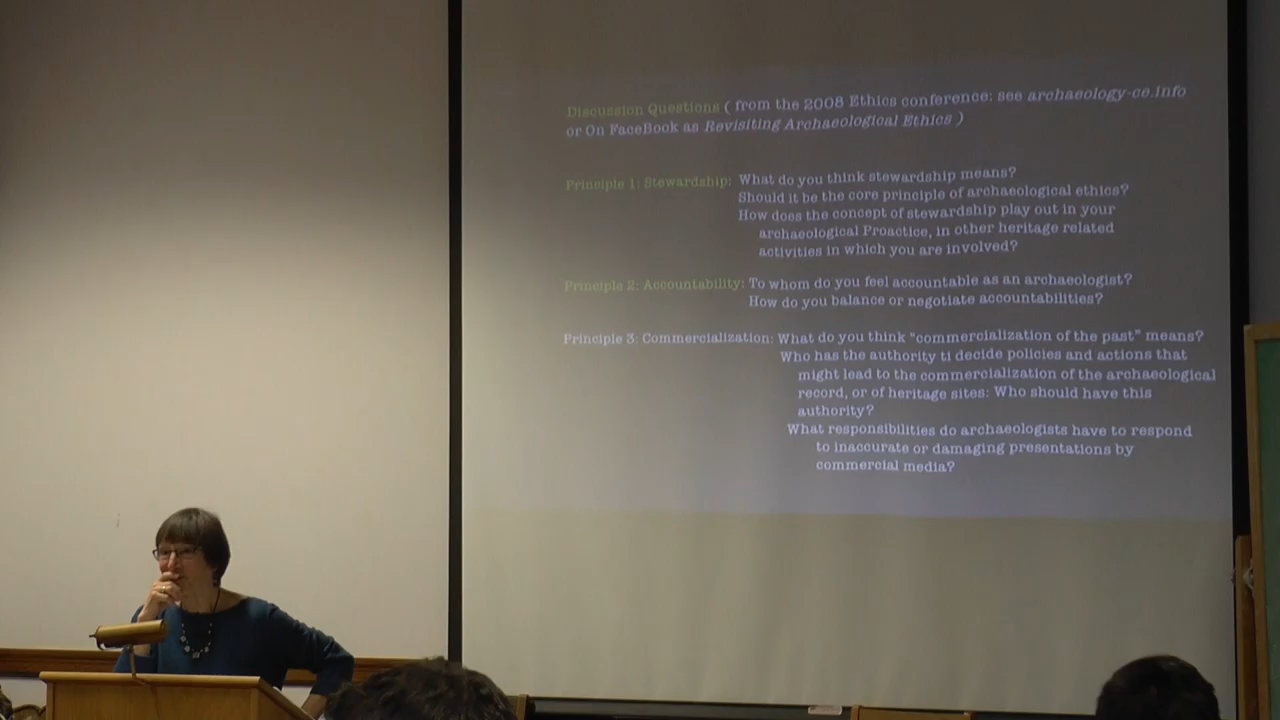 Discussion Questions ( from the 2008 Ethics conference: see archaeology-ce.info
or On FaceBook as Revisiting Archaeological Ethics )
Principle 1: Stewardship: What do you think stewardship means?
Should it be the core principle of archaeological ethics?
How does the concept of stewardship play out in your
archaeological Proactice, in other heritage related
activities in which you are involved?
Principle 2: Accountability: To whom do you feel accountable as an archaeologist?
How do you balance or negotiate accountabilities?
Principle 3: Commercialization: What do you think "commercialization of the past" means?
Who has the authority ti decide policies and actions that
might lead to the commercialization of the archaeological
record, or of heritage sites: Who should have this
authority?
What responsibilities do archaeologists have to respond
to inaccurate or damaging presentations by
commercial media?